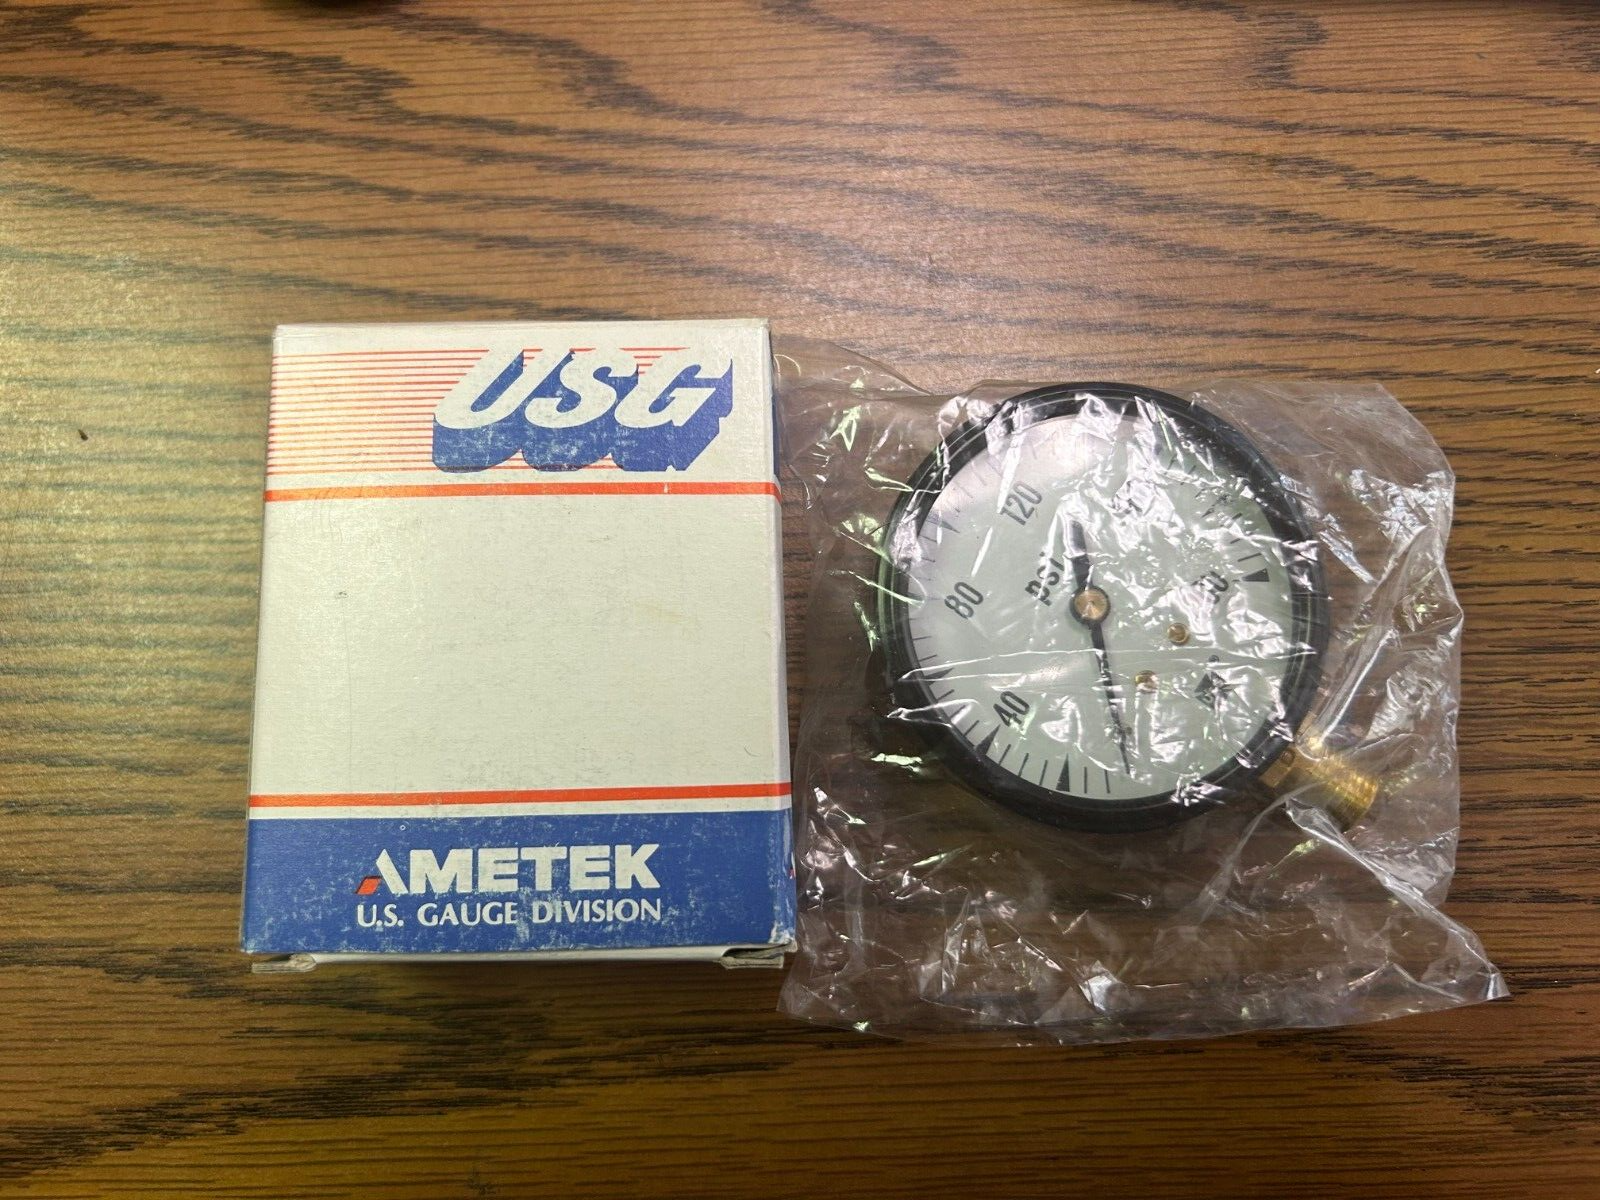 USG
AMETEK
U.S. GAUGE DIVISION
120
80
psi
40